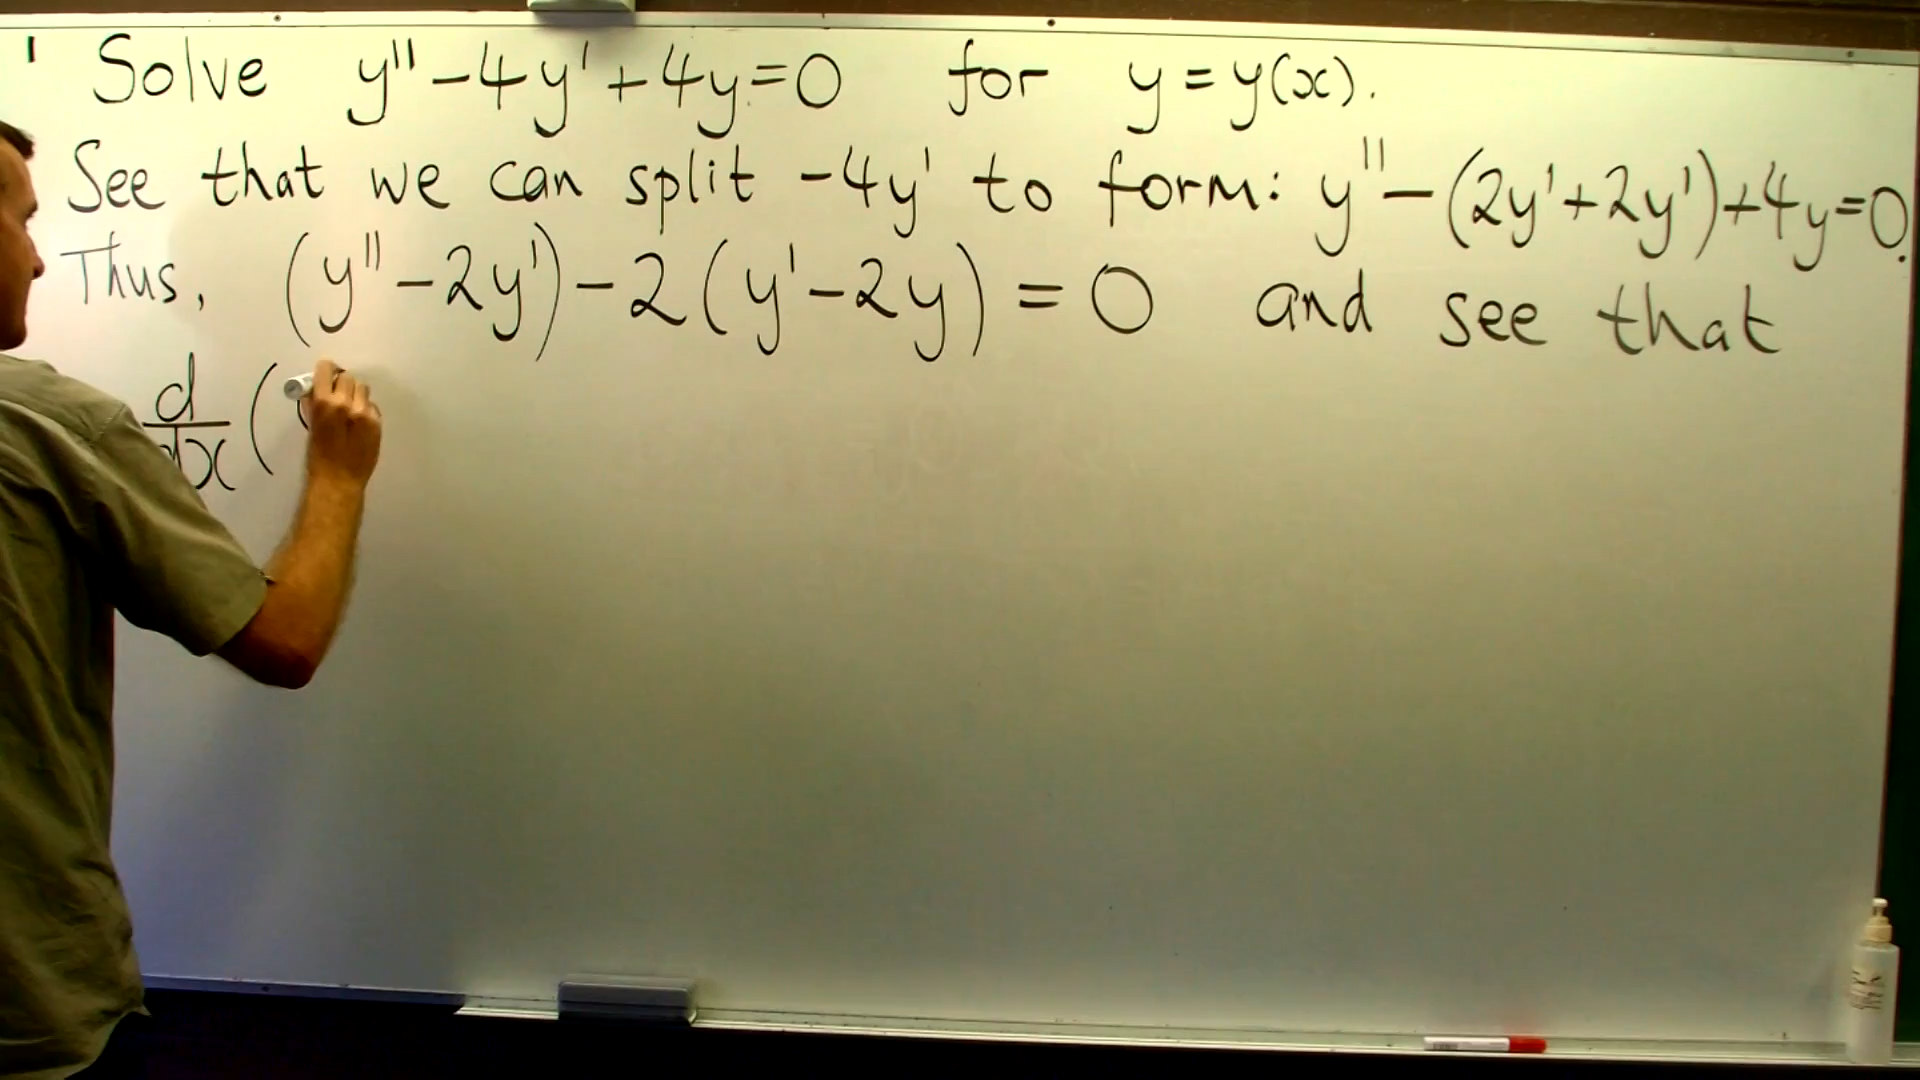 Solve y'' - 4y' + 4y = 0 for y = y(x).
See that we can split -4y' to form: y'' - (2y' + 2y') + 4y = 0.
Thus, (y'' - 2y') - 2(y' - 2y) = 0 and see that
d/dx (